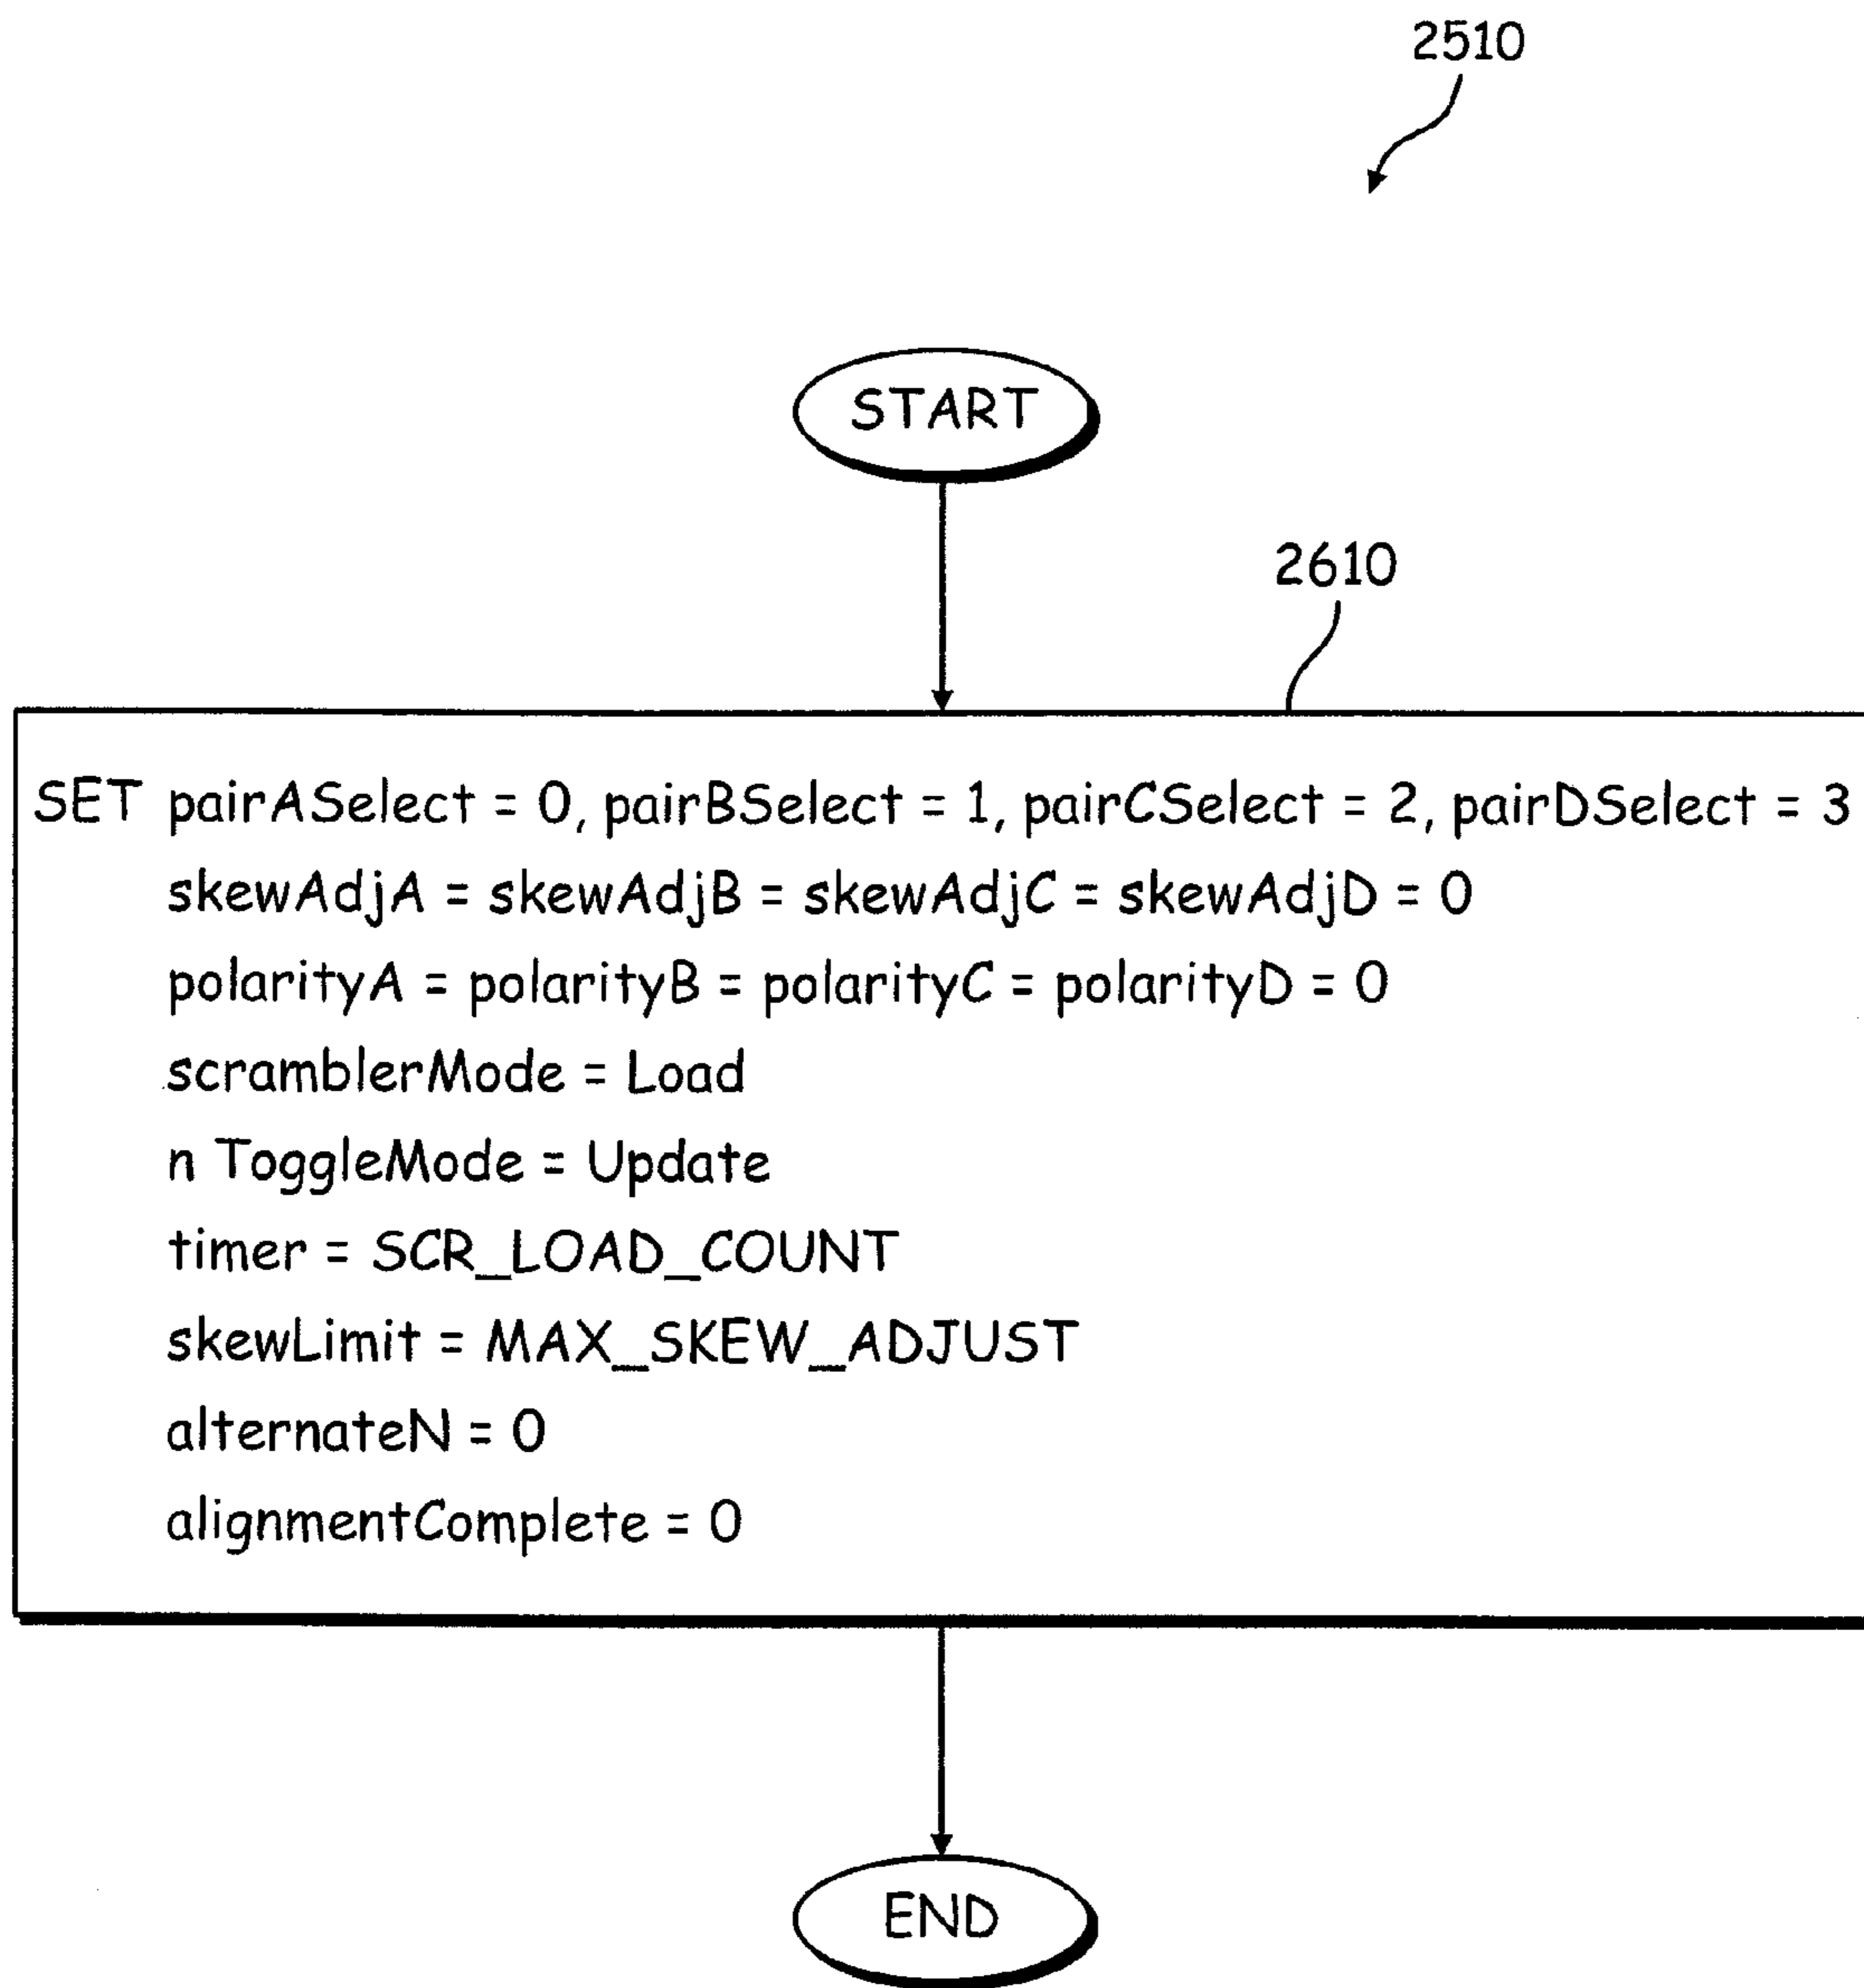 2510
START
2610
SET pairASelect = 0, pairBSelect = 1, pairCSelect = 2, pairDSelect = 3
skewAdjA = skewAdjB = skewAdjC = skewAdjD = 0
polarityA = polarityB = polarityC = polarityD = 0
scramblerMode = Load
n ToggleMode = Update
timer = SCR_LOAD_COUNT
skewLimit = MAX_SKEW_ADJUST
alternateN = 0
alignmentComplete = 0
END